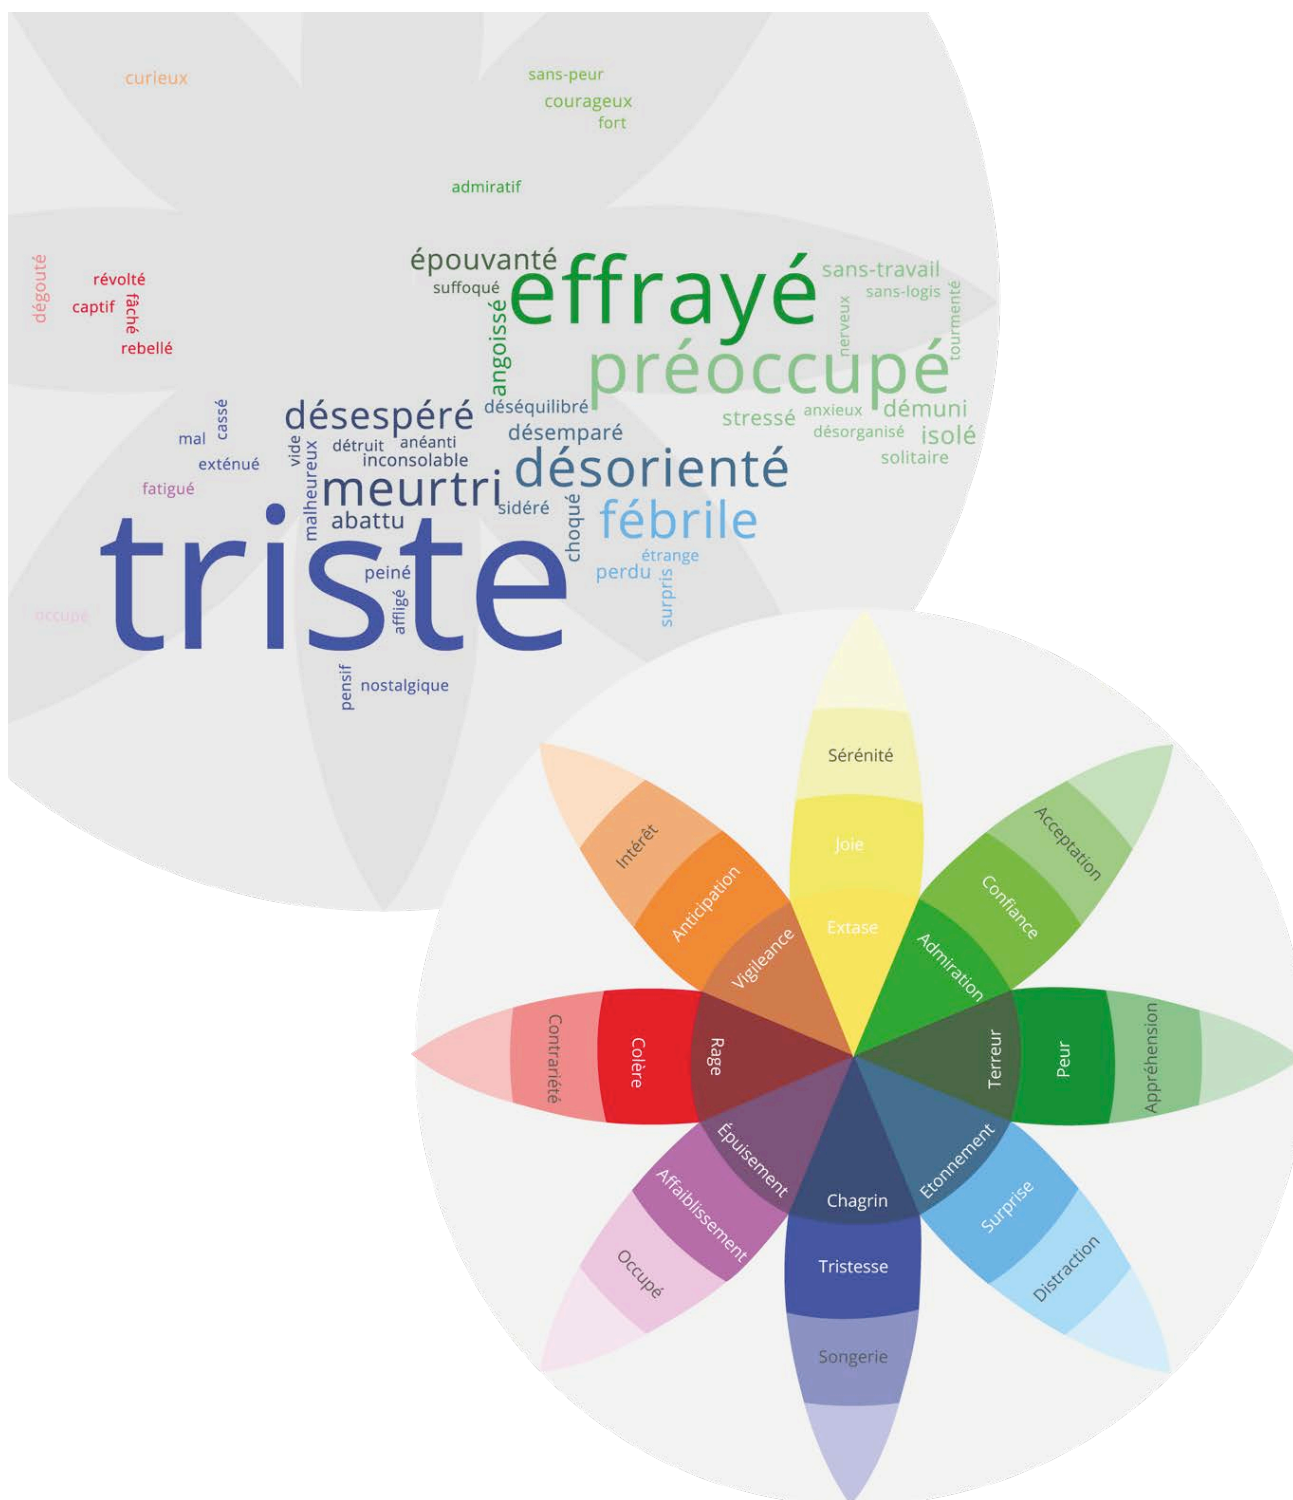 curieux
sans-peur
courageux
fort
admiratif
dégouté
révolté
captif
fâché
rebellé
épouvanté
suffoqué
effrayé
angoissé
sans-travail
sans-logis
nerveux
tourmenté
préoccupé
stressé
anxieux
démuni
désorganisé
isolé
solitaire
mal
cassé
exténué
fatigué
désespéré
déséquilibré
désemparé
vide
détruit
anéanti
inconsolable
malheureux
meurtri
désorienté
abattu
sidéré
choqué
fébrile
étrange
perdu
surpris
triste
peiné
affligé
occupé
pensif
nostalgique
Sérénité
Joie
Extase
Intérêt
Anticipation
Vigileance
Acceptation
Confiance
Admiration
Contrariété
Colère
Rage
Terreur
Peur
Appréhension
Épuisement
Affaiblissement
Occupé
Chagrin
Tristesse
Songerie
Etonnement
Surprise
Distraction